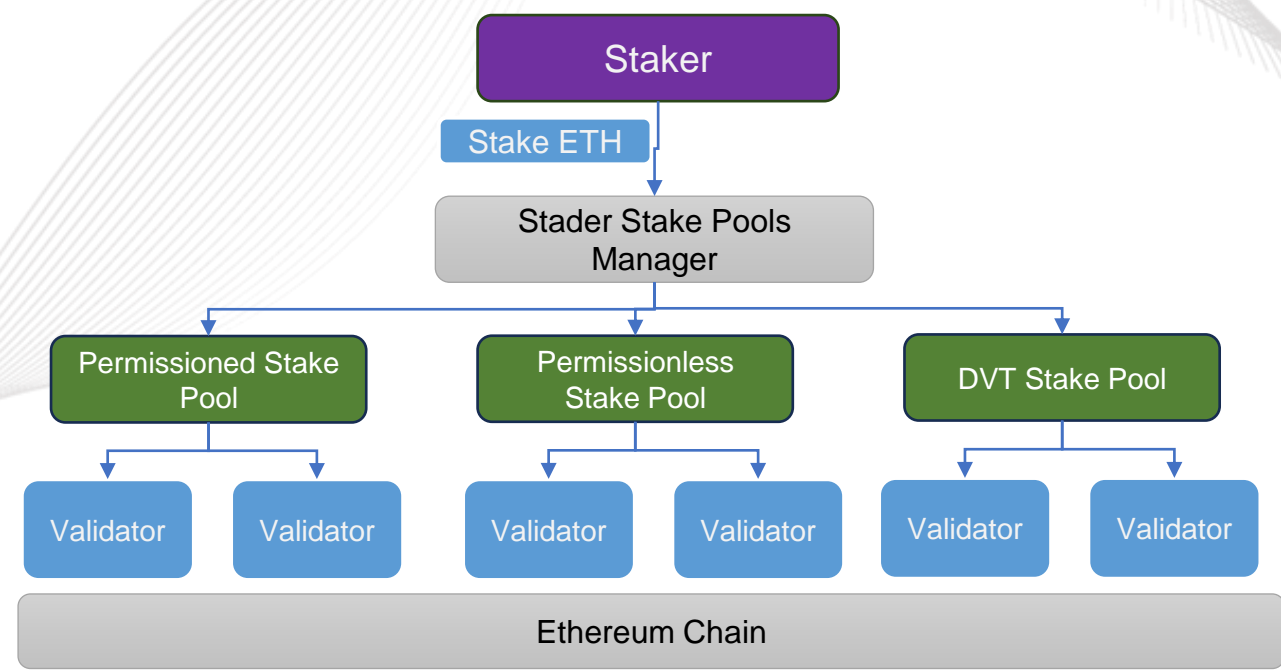 Staker
Stake ETH
Stader Stake Pools
Manager
Permissioned Stake
Pool
Permissionless
Stake Pool
DVT Stake Pool
Validator
Validator
Validator
Validator
Validator
Validator
Ethereum Chain